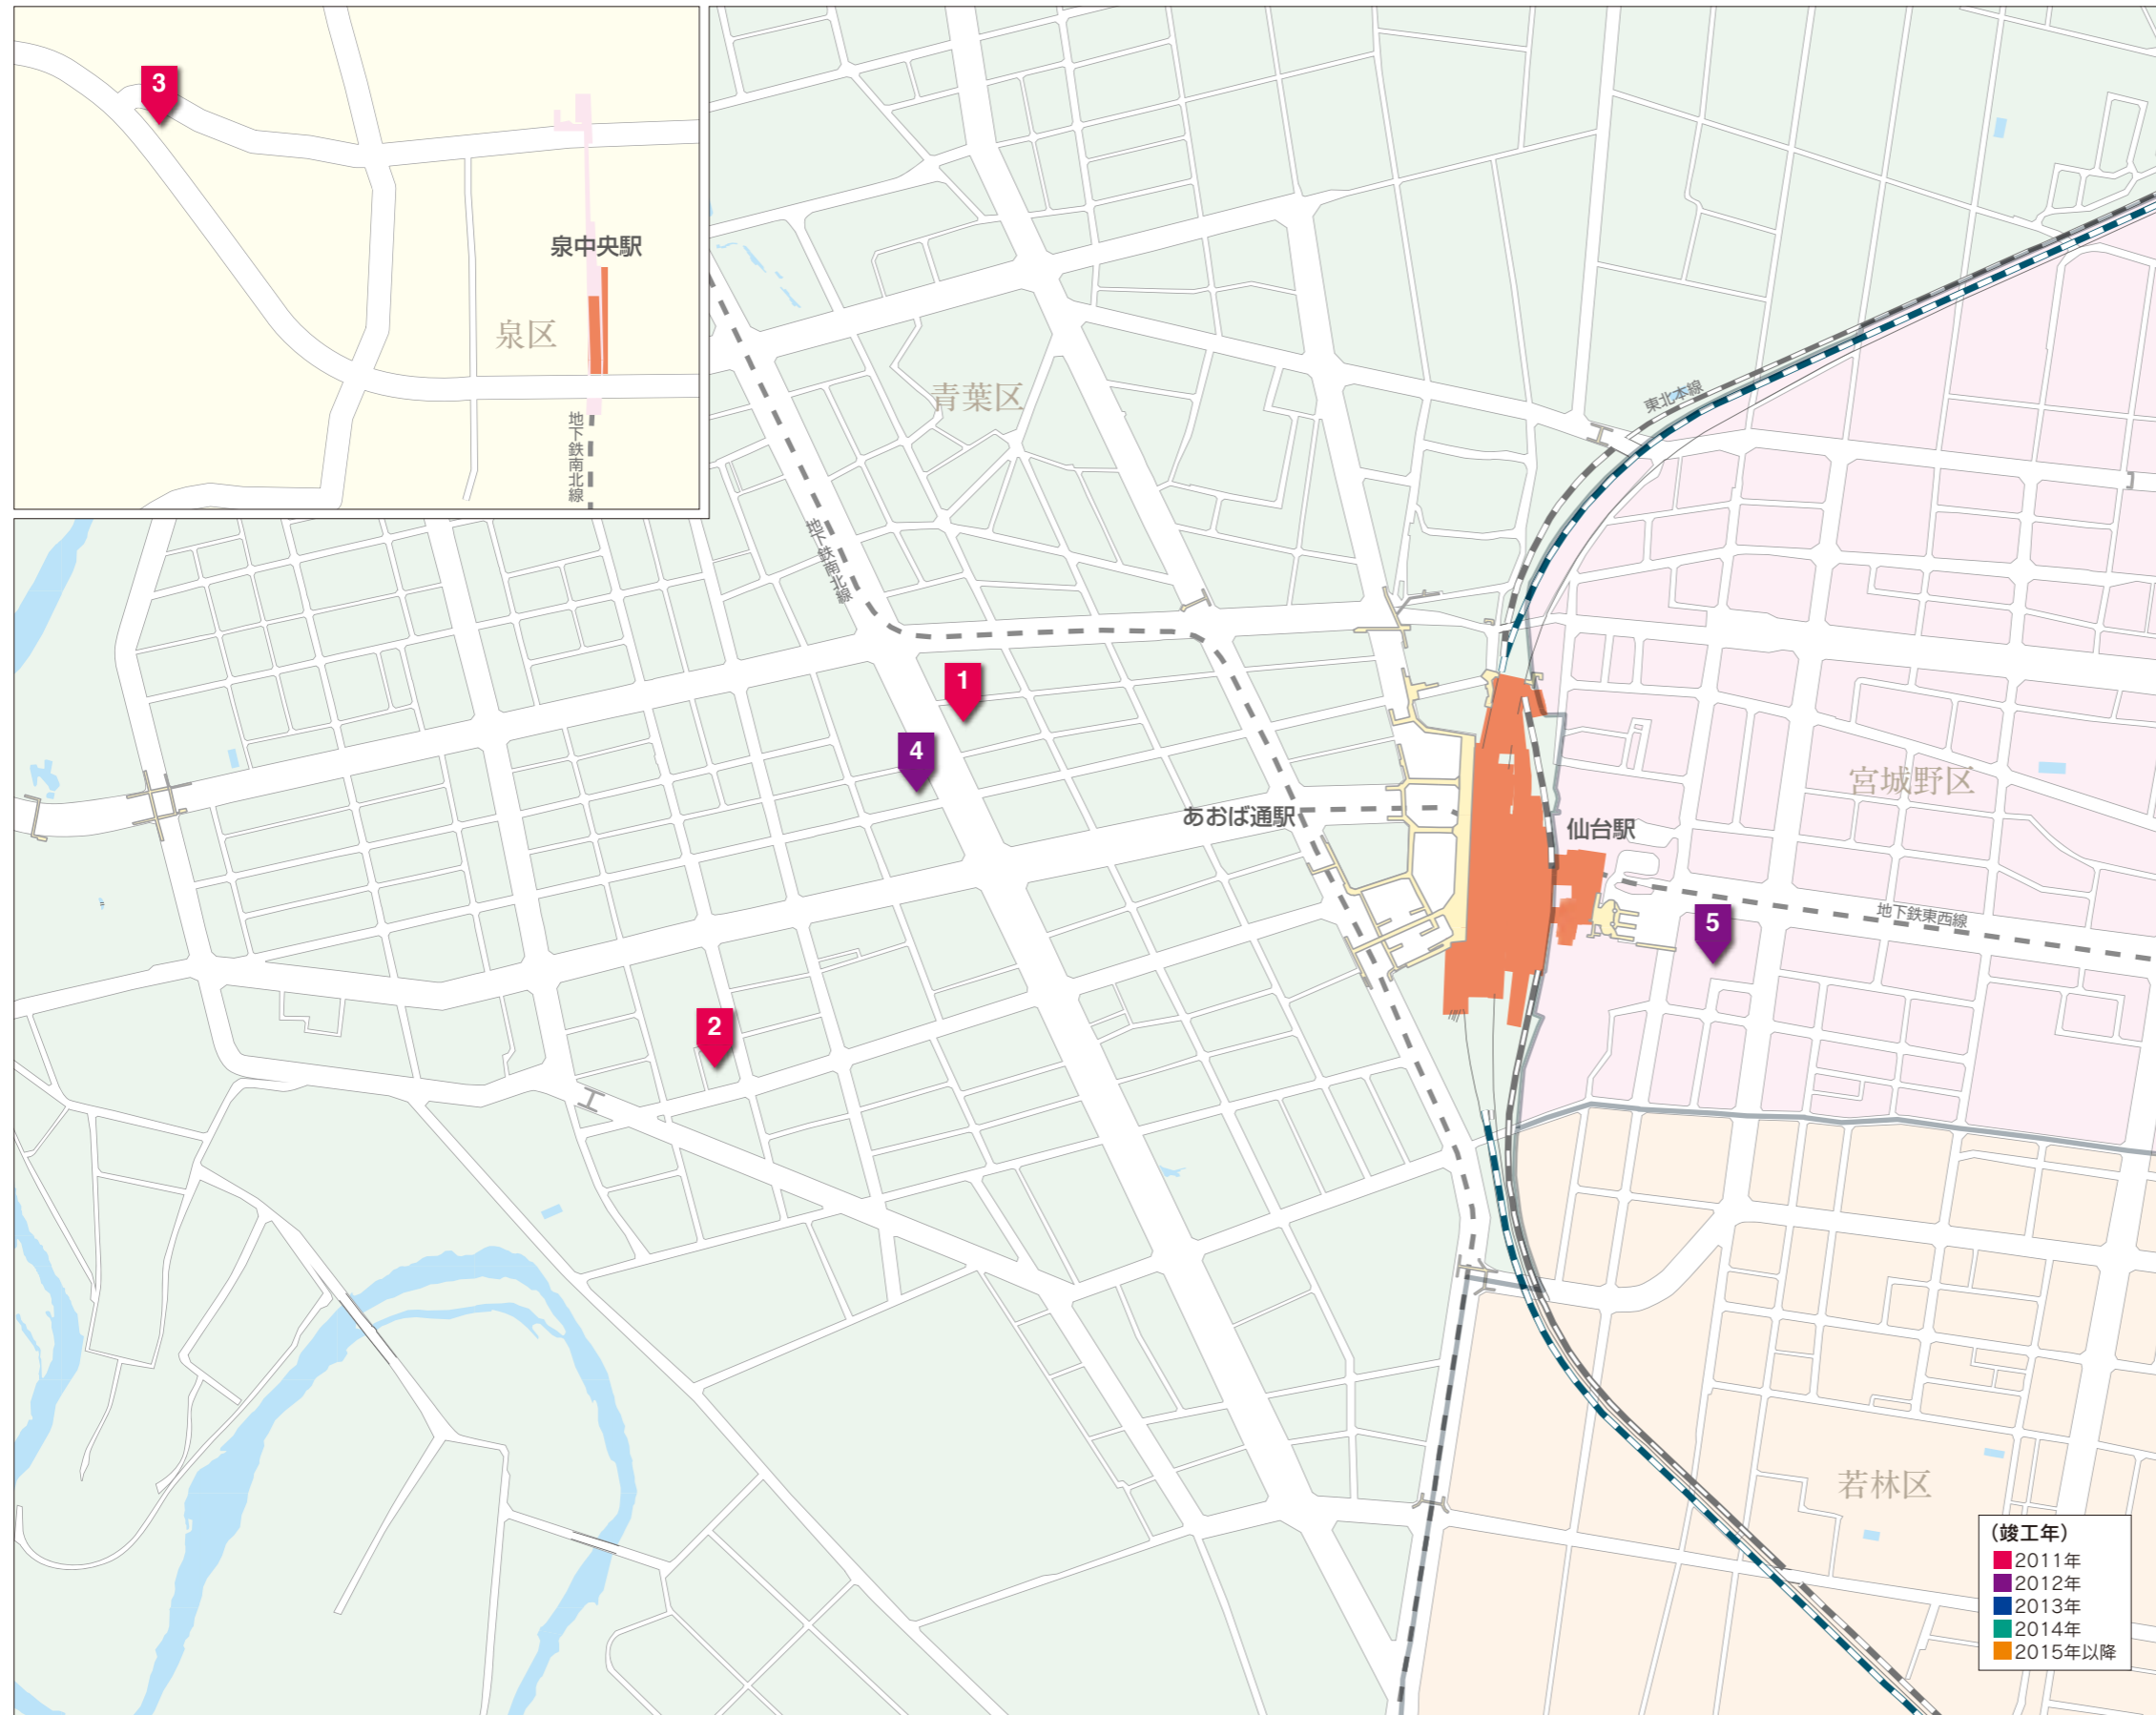 3
泉中央駅
泉区
地下鉄南北線
青葉区
東北本線
地下鉄南北線
1
4
あおば通駅
仙台駅
宮城野区
5
地下鉄東西線
2
若林区
（竣工年）
2011年
2012年
2013年
2014年
2015年以降